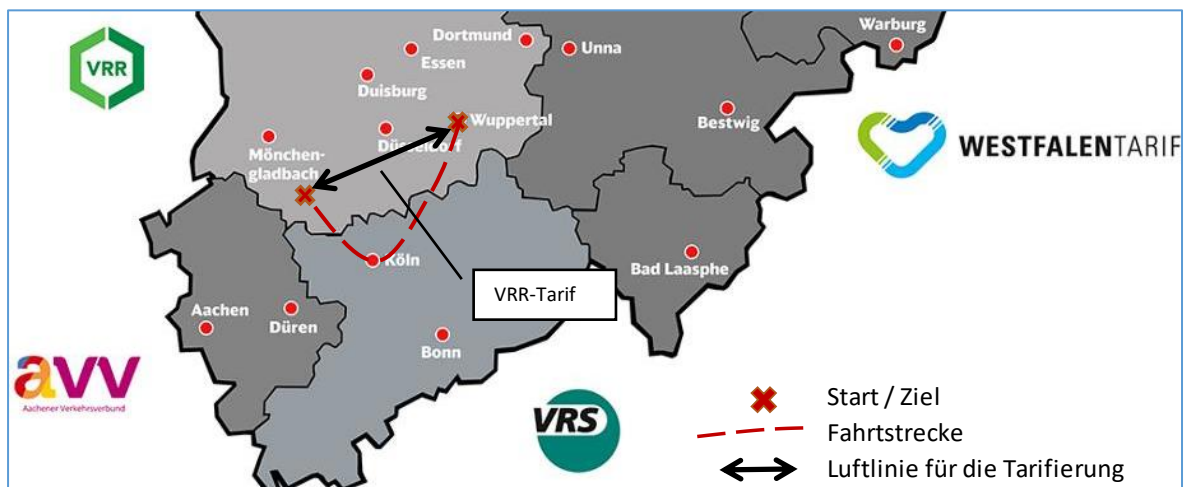 Warburg
Dortmund
Unna
VRR
Essen
Duisburg
Wuppertal
Bestwig
Düsseldorf
WESTFALENTARIF
Mönchen-
gladbach
Köln
Bad Laasphe
VRR-Tarif
Aachen
Düren
Bonn
avv
Aachener Verkehrsverbund
VRS
Start / Ziel
Fahrtstrecke
Luftlinie für die Tarifierung